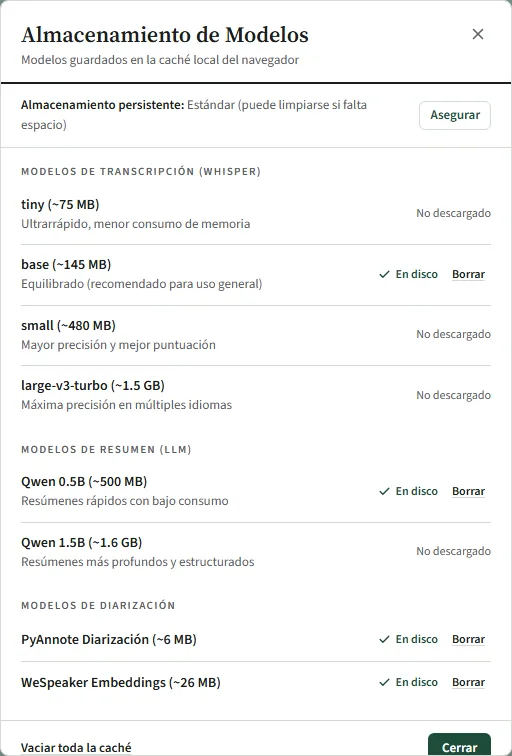 Almacenamiento de Modelos
Modelos guardados en la caché local del navegador
Almacenamiento persistente: Estándar (puede limpiarse si falta
espacio)
Asegurar
MODELOS DE TRANSCRIPCIÓN (WHISPER)
tiny (~75 MB)
Ultrarrápido, menor consumo de memoria
No descargado
base (~145 MB)
Equilibrado (recomendado para uso general)
En disco Borrar
small (~480 MB)
Mayor precisión y mejor puntuación
No descargado
large-v3-turbo (~1.5 GB)
Máxima precisión en múltiples idiomas
No descargado
MODELOS DE RESUMEN (LLM)
Qwen 0.5B (~500 MB)
Resúmenes rápidos con bajo consumo
En disco Borrar
Qwen 1.5B (~1.6 GB)
Resúmenes más profundos y estructurados
No descargado
MODELOS DE DIARIZACIÓN
PyAnnote Diarización (~6 MB)
En disco Borrar
WeSpeaker Embeddings (~26 MB)
En disco Borrar
Vaciar toda la caché
Cerrar